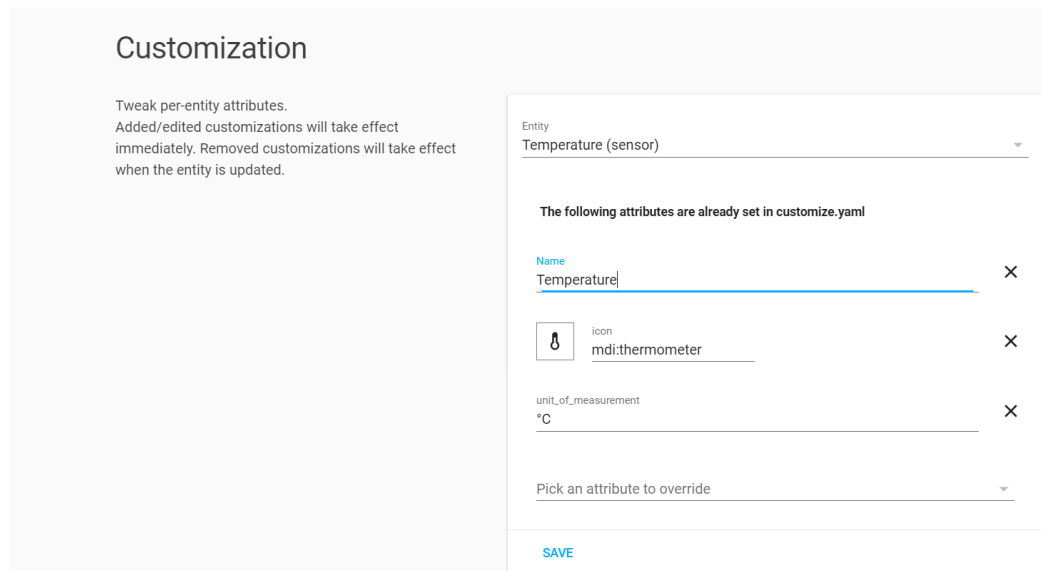 Customization
Tweak per-entity attributes.
Added/edited customizations will take effect
immediately. Removed customizations will take effect
when the entity is updated.
Entity
Temperature (sensor)
The following attributes are already set in customize.yaml
Name
Temperature
icon
mdi:thermometer
unit_of_measurement
°C
Pick an attribute to override
SAVE